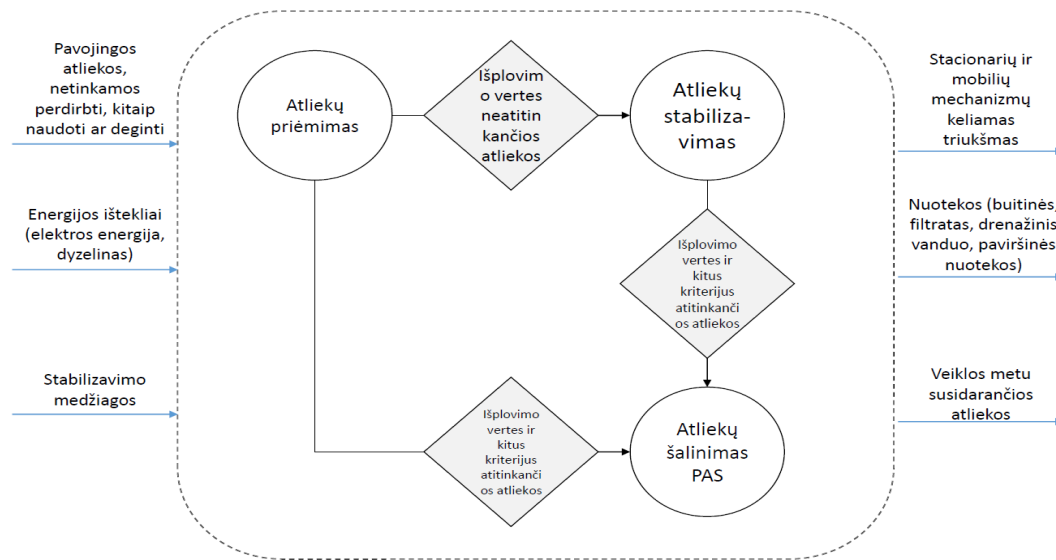 Pavojingos
atliekos,
netinkamos
perdirbti, kitaip
naudoti ar deginti
Energijos ištekliai
(elektros energija,
dyzelinas)
Stabilizavimo
medžiagos
Atliekų
priėmimas
Išplovim
o vertes
neatitin
kančios
atliekos
Atliekų
stabiliza-
vimas
Išplovimo
vertes ir
kitus
kriterijus
atitinkanči
os atliekos
Išplovimo
vertes ir
kitus
kriterijus
atitinkanči
os atliekos
Atliekų
šalinimas
PAS
Stacionarių ir
mobilių
mechanizmų
keliamas
triukšmas
Nuotekos (buitinės,
filtratas, drenažinis
vanduo, paviršinės
nuotekos)
Veiklos metu
susidarančios
atliekos